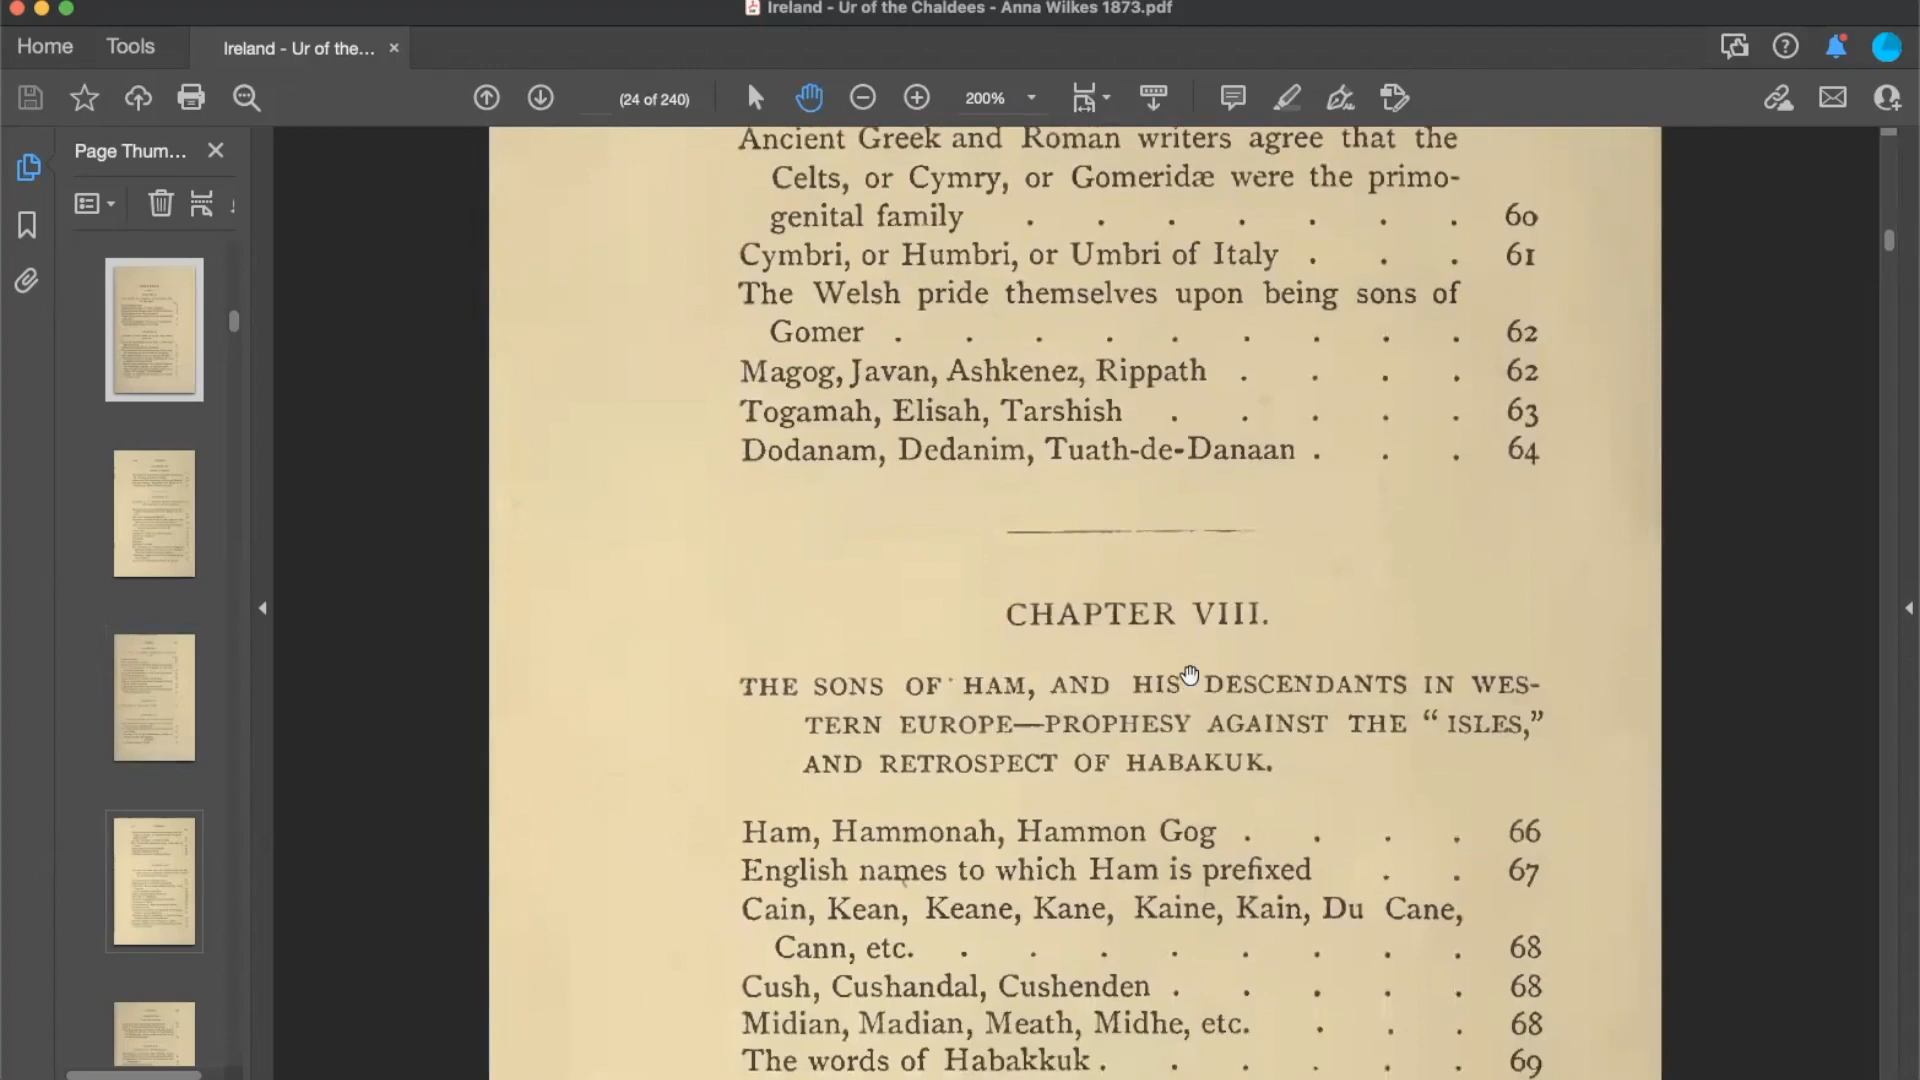 Ireland - Ur of the Chaldees - Anna Wilkes 1873.pdf
Home
Tools
Ireland - Ur of the...
(24 of 240)
200%
Page Thum...
Ancient Greek and Roman writers agree that the
Celts, or Cymry, or Gomeridæ were the primo-
genital family . . . . . . . 60
Cymbri, or Humbri, or Umbri of Italy . . . 61
The Welsh pride themselves upon being sons of
Gomer . . . . . . . . . 62
Magog, Javan, Ashkenez, Rippath . . . . 62
Togamah, Elisah, Tarshish . . . . . 63
Dodanam, Dedanim, Tuath-de-Danaan . . . 64
CHAPTER VIII.
THE SONS OF HAM, AND HIS DESCENDANTS IN WES-
TERN EUROPE—PROPHESY AGAINST THE “ISLES,”
AND RETROSPECT OF HABAKUK.
Ham, Hammonah, Hammon Gog . . . . 66
English names to which Ham is prefixed . . 67
Cain, Kean, Keane, Kane, Kaine, Kain, Du Cane,
Cann, etc. . . . . . . . . 68
Cush, Cushandal, Cushenden . . . . . 68
Midian, Madian, Meath, Midhe, etc. . . . 68
The words of Habakkuk . . . . . . 69